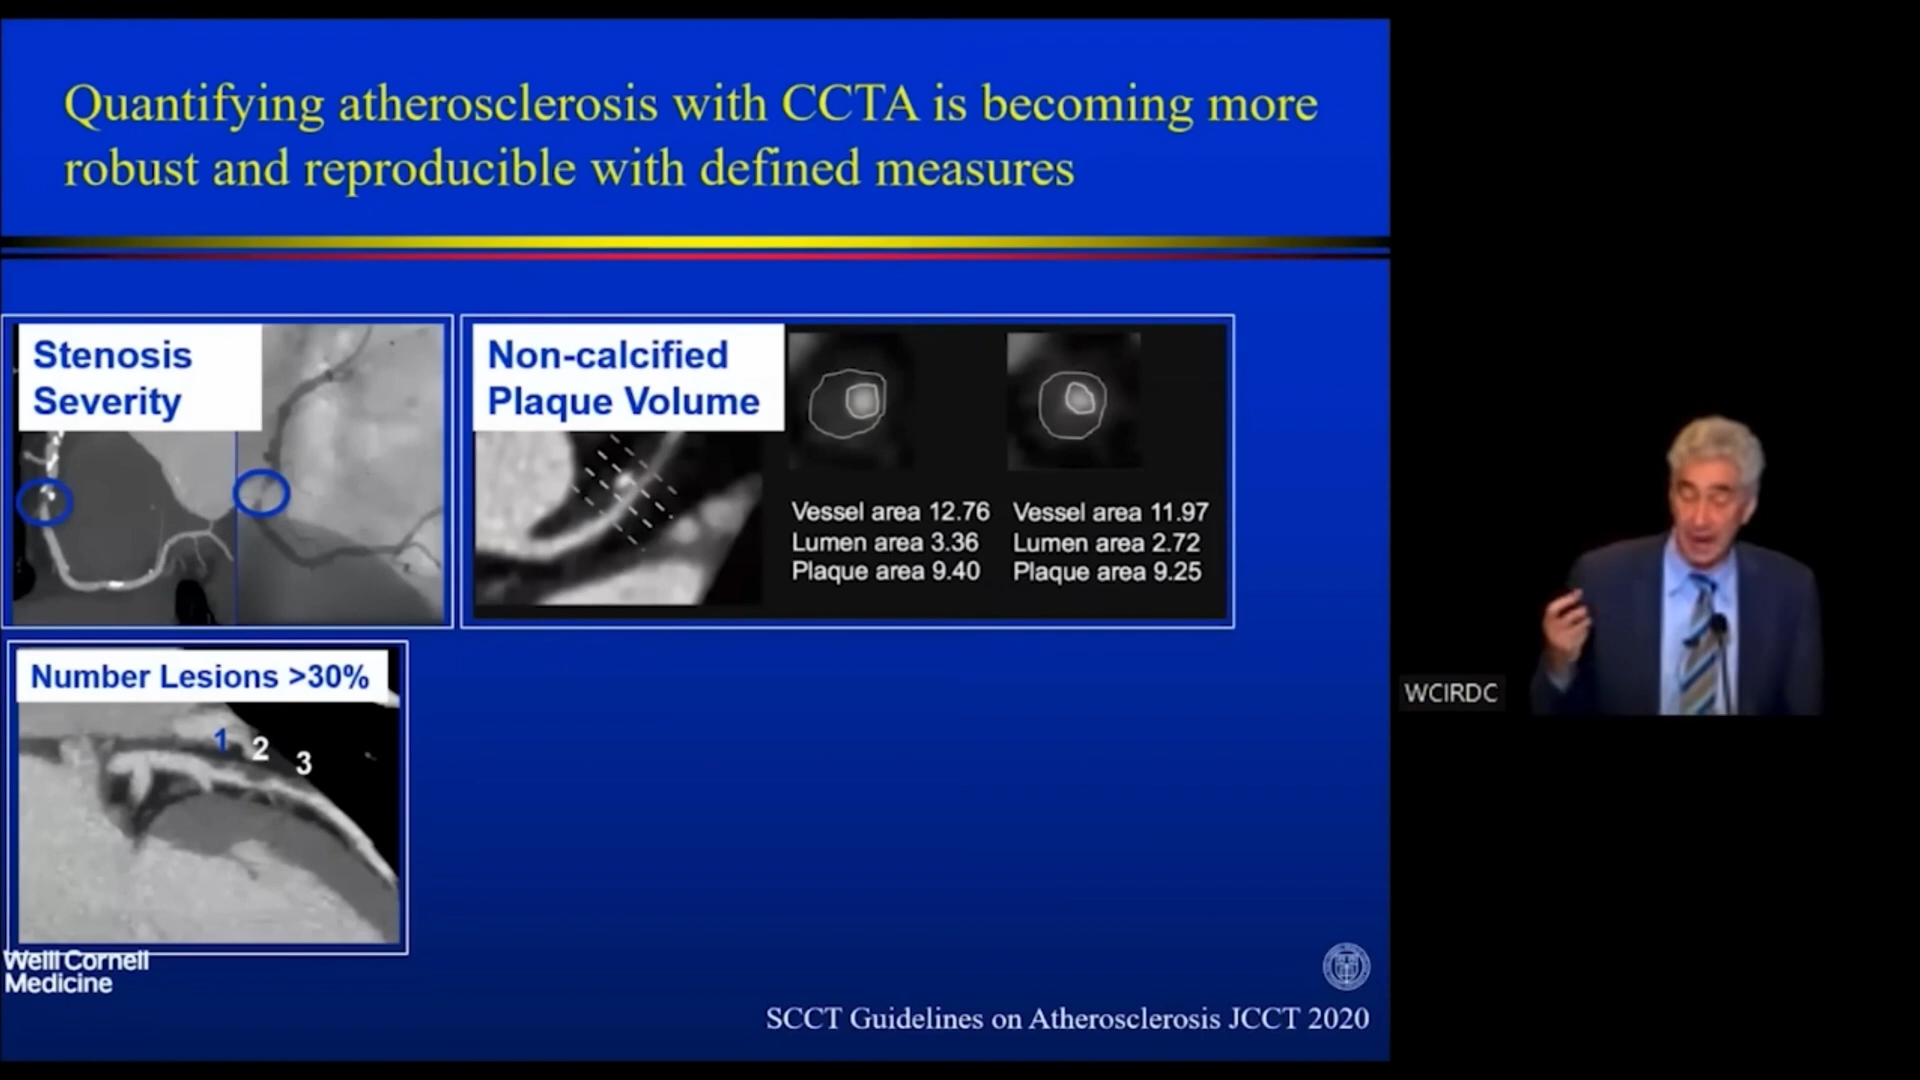 Quantifying atherosclerosis with CCTA is becoming more
robust and reproducible with defined measures
Stenosis
Severity
Non-calcified
Plaque Volume
Vessel area 12.76
Lumen area 3.36
Plaque area 9.40
Vessel area 11.97
Lumen area 2.72
Plaque area 9.25
Number Lesions >30%
1
2
3
Weill Cornell
Medicine
SCCT Guidelines on Atherosclerosis JCCT 2020
WCIRDC